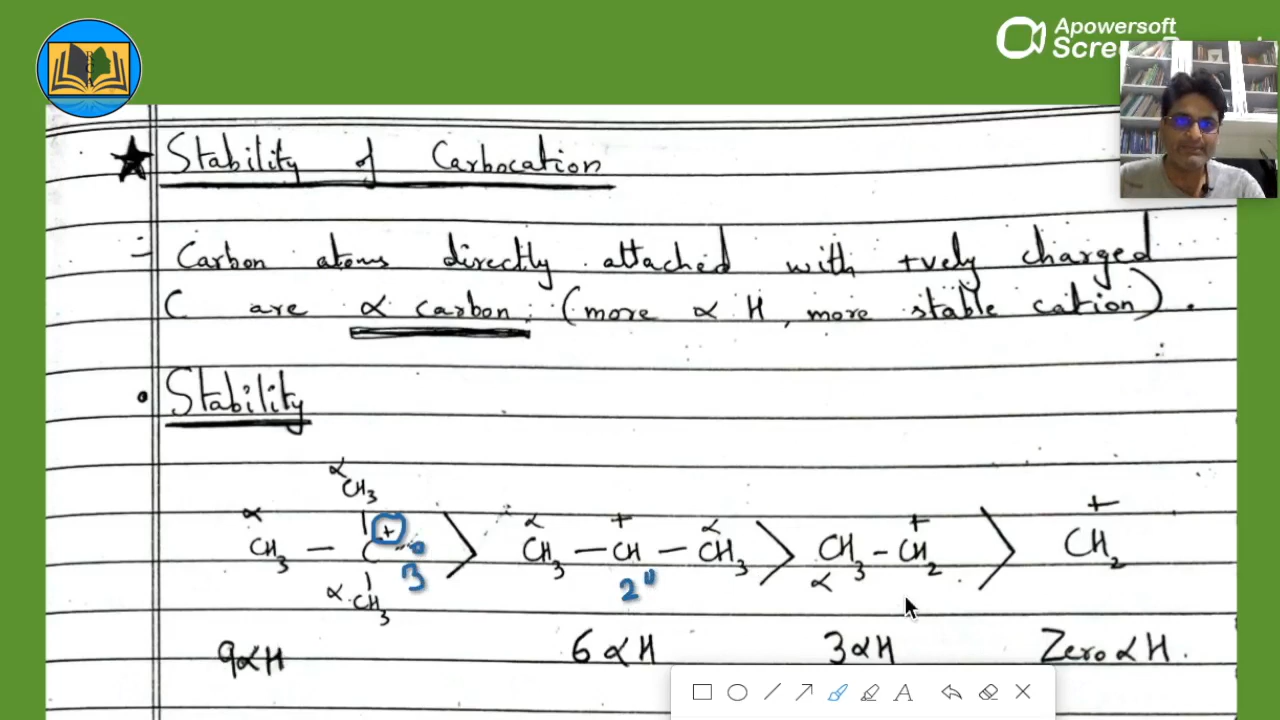 Apowersoft
Stability of Carbocation
Carbon atoms directly attached with +vely charged
C are α carbon. (more α H, more stable cation).
• Stability
α
CH₃
α α + α +
CH₃ — C + > CH₃ — CH — CH₃ > CH₃ - CH₂ > CH₂
3° 2° α
α CH₃
9αH 6αH 3αH Zero αH.
A